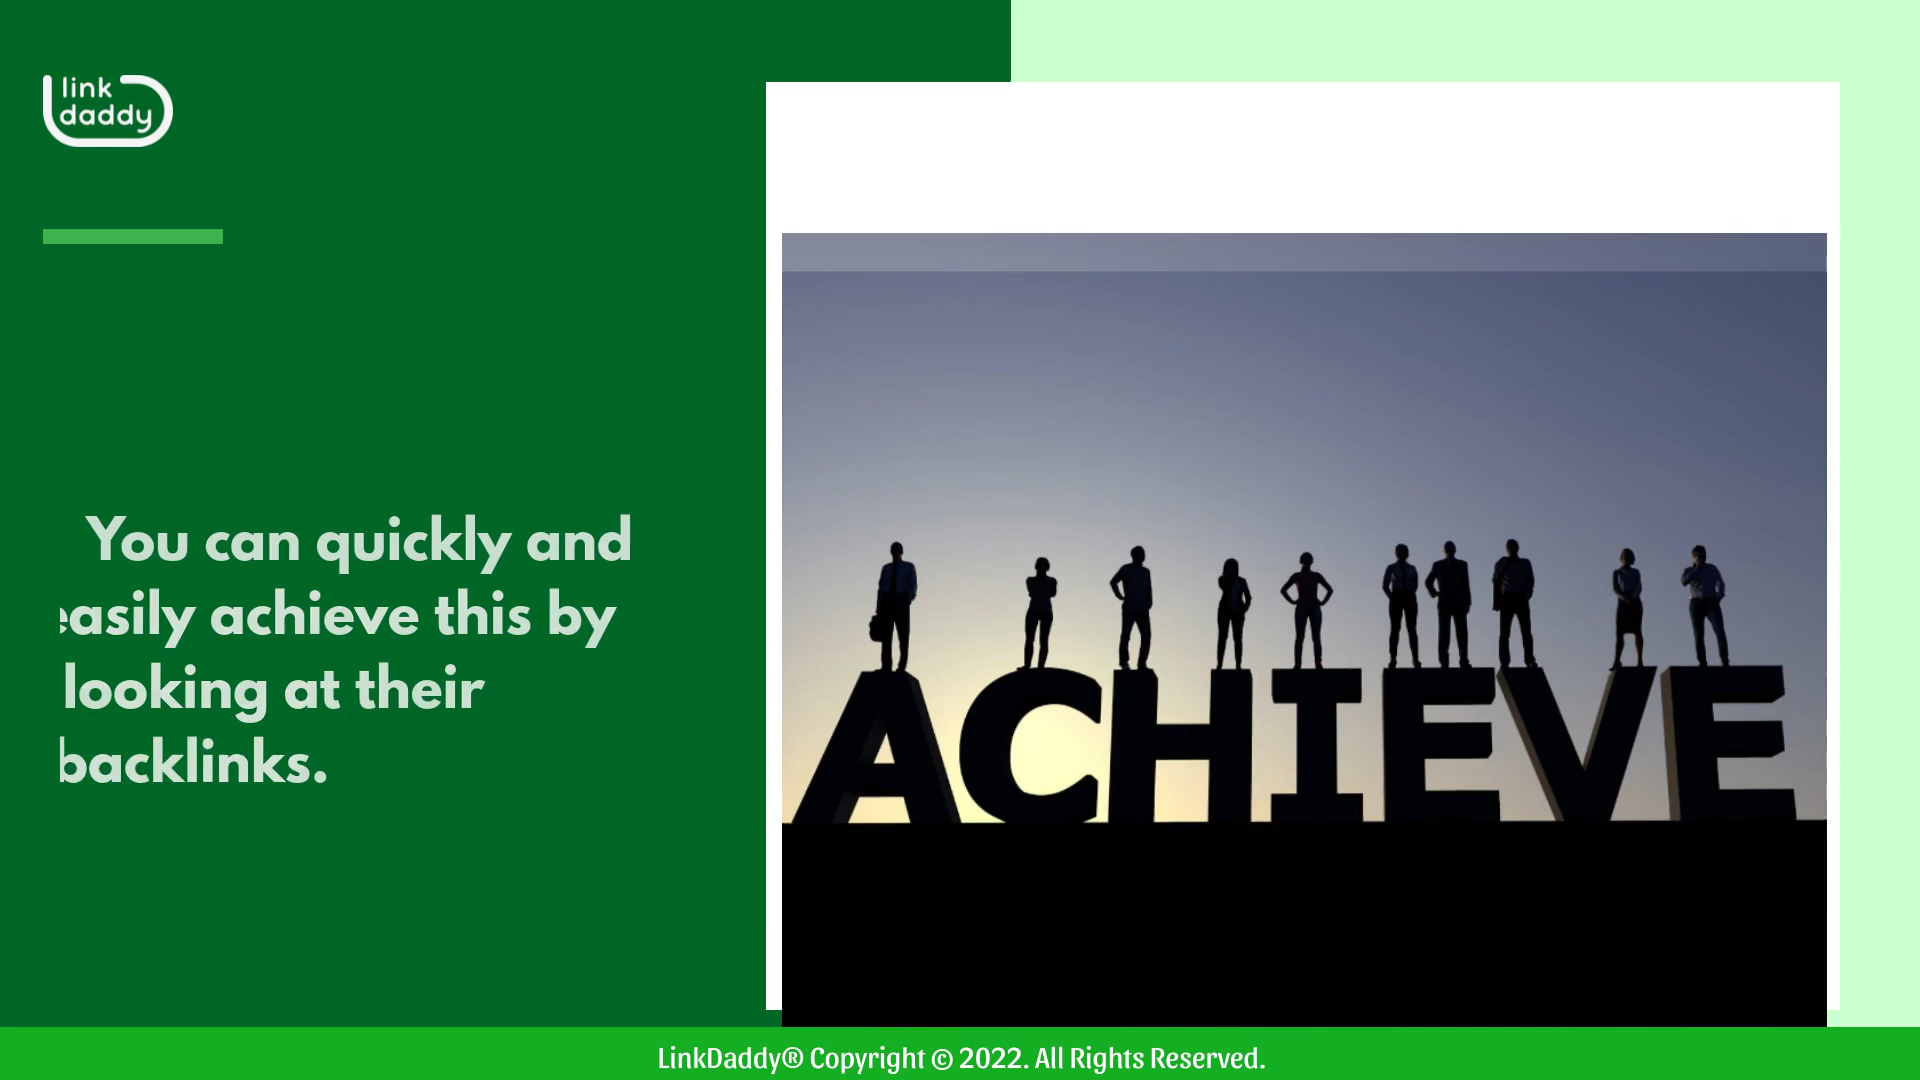 link
daddy
You can quickly and
easily achieve this by
looking at their
backlinks.
ACHIEVE
LinkDaddy® Copyright © 2022. All Rights Reserved.